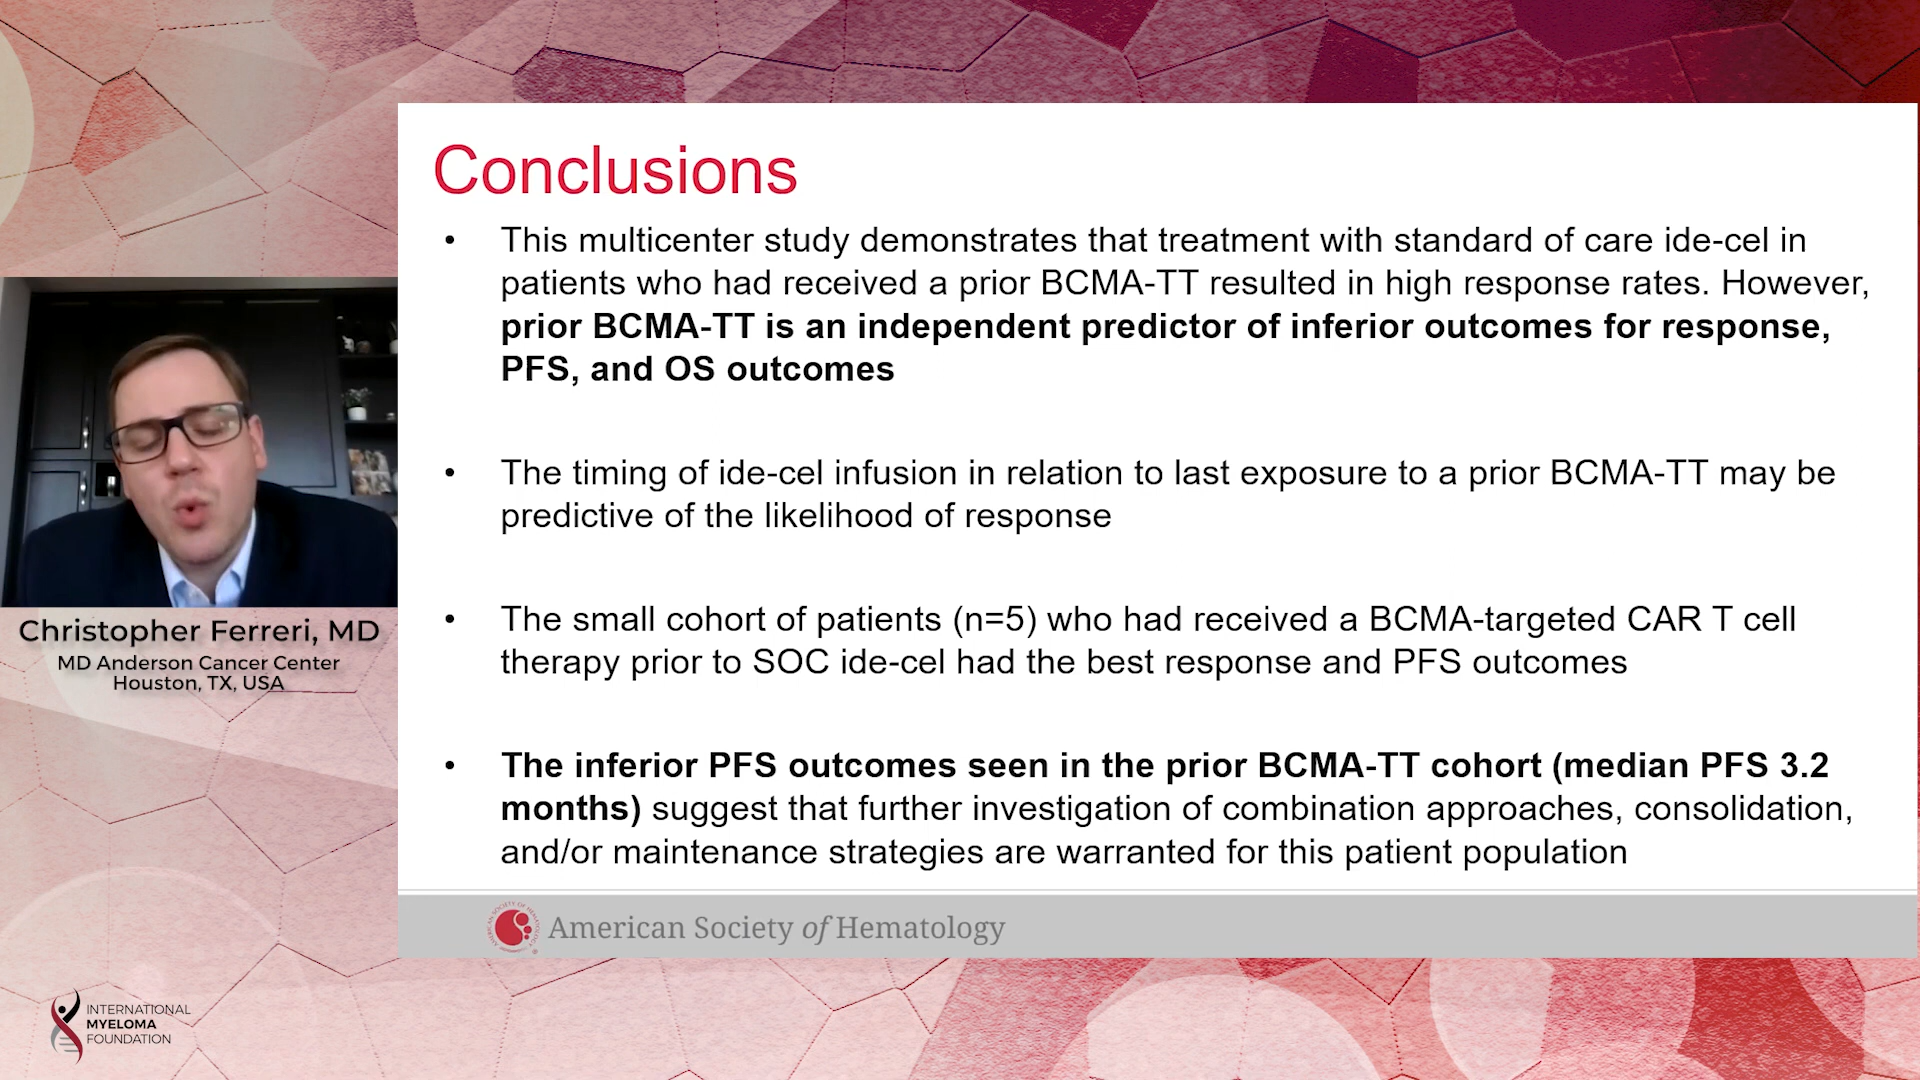 Conclusions
• This multicenter study demonstrates that treatment with standard of care ide-cel in
patients who had received a prior BCMA-TT resulted in high response rates. However,
prior BCMA-TT is an independent predictor of inferior outcomes for response,
PFS, and OS outcomes
• The timing of ide-cel infusion in relation to last exposure to a prior BCMA-TT may be
predictive of the likelihood of response
• The small cohort of patients (n=5) who had received a BCMA-targeted CAR T cell
therapy prior to SOC ide-cel had the best response and PFS outcomes
• The inferior PFS outcomes seen in the prior BCMA-TT cohort (median PFS 3.2
months) suggest that further investigation of combination approaches, consolidation,
and/or maintenance strategies are warranted for this patient population
American Society of Hematology
Christopher Ferreri, MD
MD Anderson Cancer Center
Houston, TX, USA
INTERNATIONAL
MYELOMA
FOUNDATION